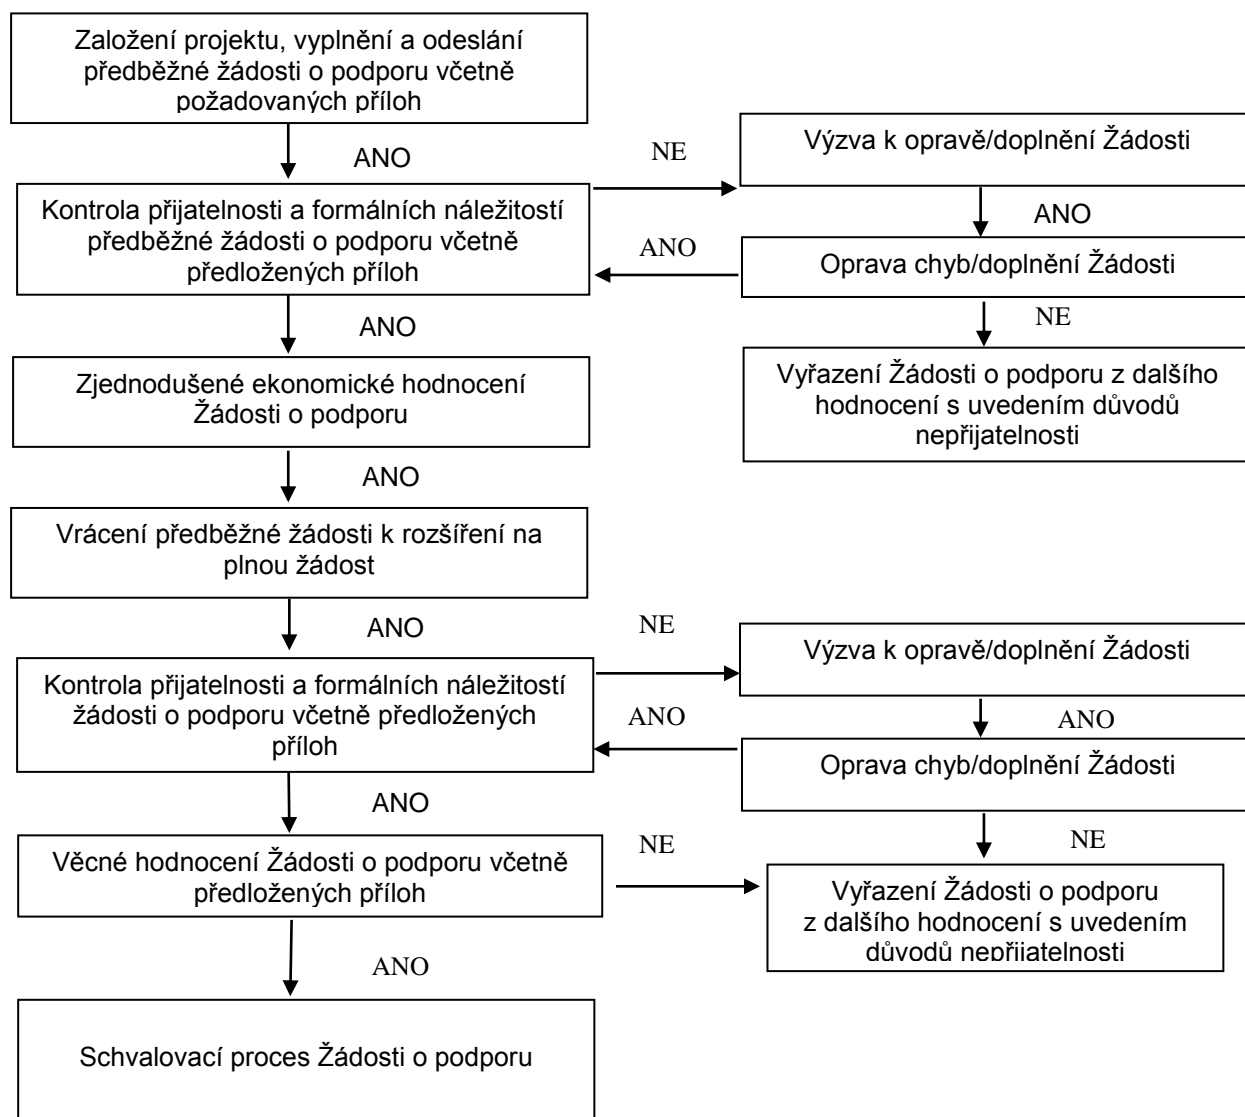 Založení projektu, vyplnění a odeslání
předběžné žádosti o podporu včetně
požadovaných příloh
ANO
NE
Výzva k opravě/doplnění Žádosti
Kontrola přijatelnosti a formálních náležitostí
předběžné žádosti o podporu včetně
předložených příloh
ANO
ANO
Oprava chyb/doplnění Žádosti
ANO
NE
Zjednodušené ekonomické hodnocení
Žádosti o podporu
Vyřazení Žádosti o podporu z dalšího
hodnocení s uvedením důvodů
nepřijatelnosti
ANO
Vrácení předběžné žádosti k rozšíření na
plnou žádost
ANO
NE
Výzva k opravě/doplnění Žádosti
Kontrola přijatelnosti a formálních náležitostí
žádosti o podporu včetně předložených
příloh
ANO
ANO
Oprava chyb/doplnění Žádosti
ANO
NE
NE
Věcné hodnocení Žádosti o podporu včetně
předložených příloh
Vyřazení Žádosti o podporu
z dalšího hodnocení s uvedením
důvodů nepřijatelnosti
ANO
Schvalovací proces Žádosti o podporu